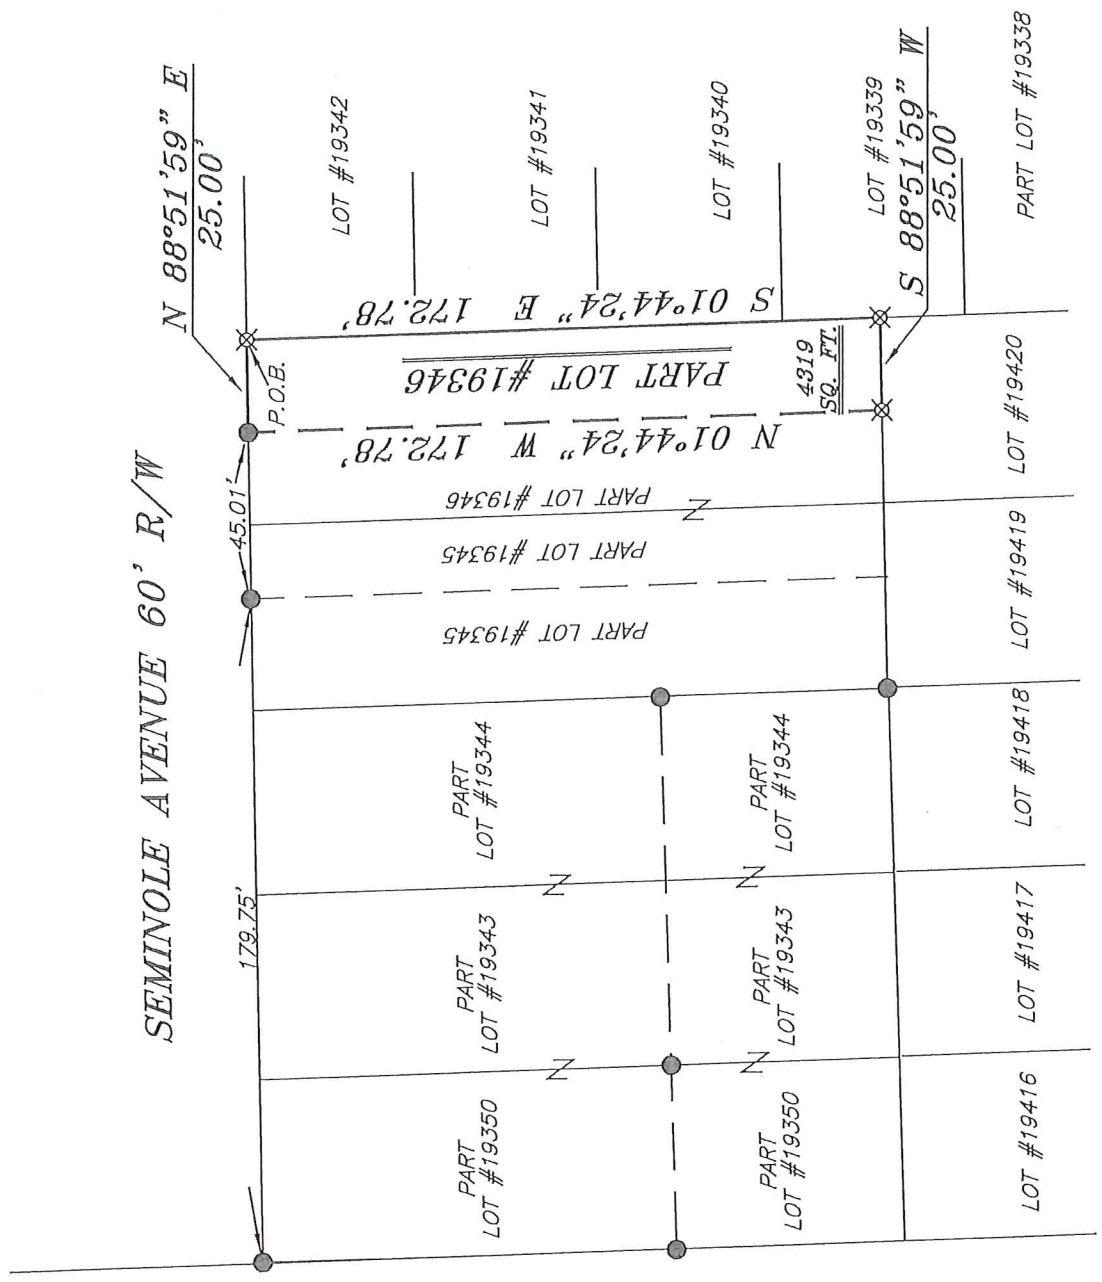 SEMINOLE AVENUE 60' R/W
N 88°51'59" E
25.00'
S 88°51'59" W
25.00'
179.75'
45.01'
P.O.B.
S 01°44'24" E 172.78'
PART LOT #19346
4319
SQ. FT.
N 01°44'24" W 172.78'
PART LOT #19346
PART LOT #19345
PART LOT #19345
LOT #19342
LOT #19341
LOT #19340
LOT #19339
PART LOT #19338
PART
LOT #19344
PART
LOT #19344
PART
LOT #19343
PART
LOT #19343
PART
LOT #19350
PART
LOT #19350
LOT #19420
LOT #19419
LOT #19418
LOT #19417
LOT #19416
Z
Z
Z
Z
Z